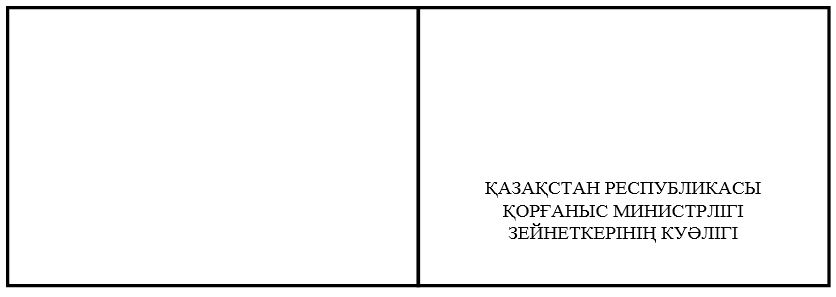 ҚАЗАҚСТАН РЕСПУБЛИКАСЫ
ҚОРҒАНЫС МИНИСТРЛІГІ
ЗЕЙНЕТКЕРІНІҢ КУӘЛІГІ